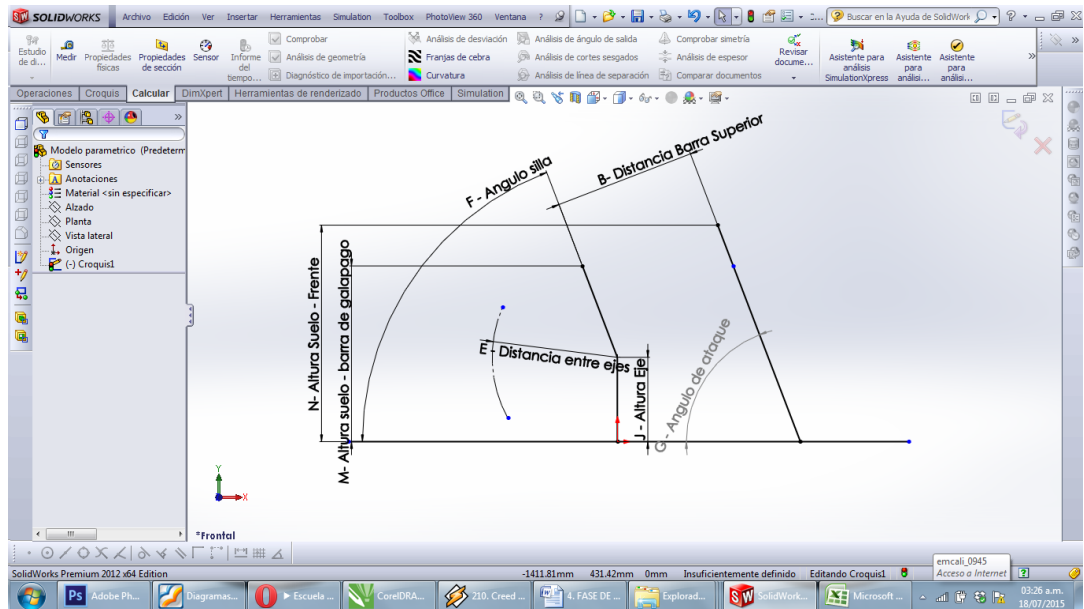 SOLIDWORKS Archivo Edición Ver Insertar Herramientas Simulation Toolbox PhotoView 360 Ventana ? Buscar en la Ayuda de SolidWork
Estudio de di... Medir Propiedades físicas Propiedades de sección Sensor Informe del tiempo... Comprobar Análisis de geometría Diagnóstico de importación... Análisis de desviación Franjas de cebra Curvatura Análisis de ángulo de salida Análisis de cortes sesgados Análisis de línea de separación Comprobar simetría Análisis de espesor Comparar documentos Revisar docume... Asistente para análisis SimulationXpress Asistente para análisi... Asistente para análisi...
Operaciones Croquis Calcular DimXpert Herramientas de renderizado Productos Office Simulation
Modelo parametrico (Predeterm
Sensores
Anotaciones
Material <sin especificar>
Alzado
Planta
Vista lateral
Origen
(-) Croquis1
F - Angulo silla
B- Distancia Barra Superior
N- Altura Suelo - Frente
M- Altura suelo - barra de galapago
E - Distancia entre ejes
J - Altura Eje
G - Angulo de ataque
Y
X
*Frontal
emcali_0945
Acceso a Internet
SolidWorks Premium 2012 x64 Edition -1411.81mm 431.42mm 0mm Insuficientemente definido Editando Croquis1
Adobe Ph... Diagramas... Escuela ... CorelDRA... 210. Creed ... 4. FASE DE ... Explorad... SolidWork... Microsoft ... 03:26 a.m.
18/07/2015